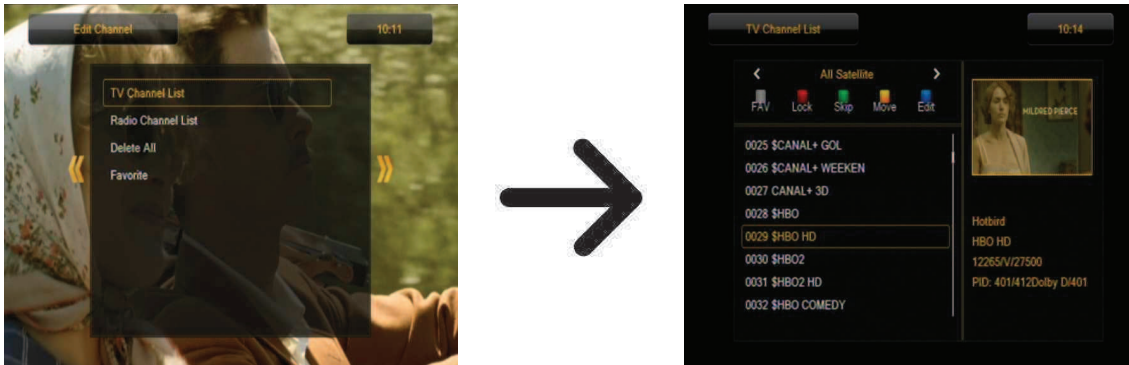 Edit Channel
10:11
TV Channel List
Radio Channel List
Delete All
Favorite
TV Channel List
10:14
All Satellite
FAV Lock Skip Move Edit
0025 $CANAL+ GOL
0026 $CANAL+ WEEKEN
0027 CANAL+ 3D
0028 $HBO
0029 $HBO HD
0030 $HBO2
0031 $HBO2 HD
0032 $HBO COMEDY
MILDRED PIERCE
Hotbird
HBO HD
12265/V/27500
PID: 401/412Dolby D/401